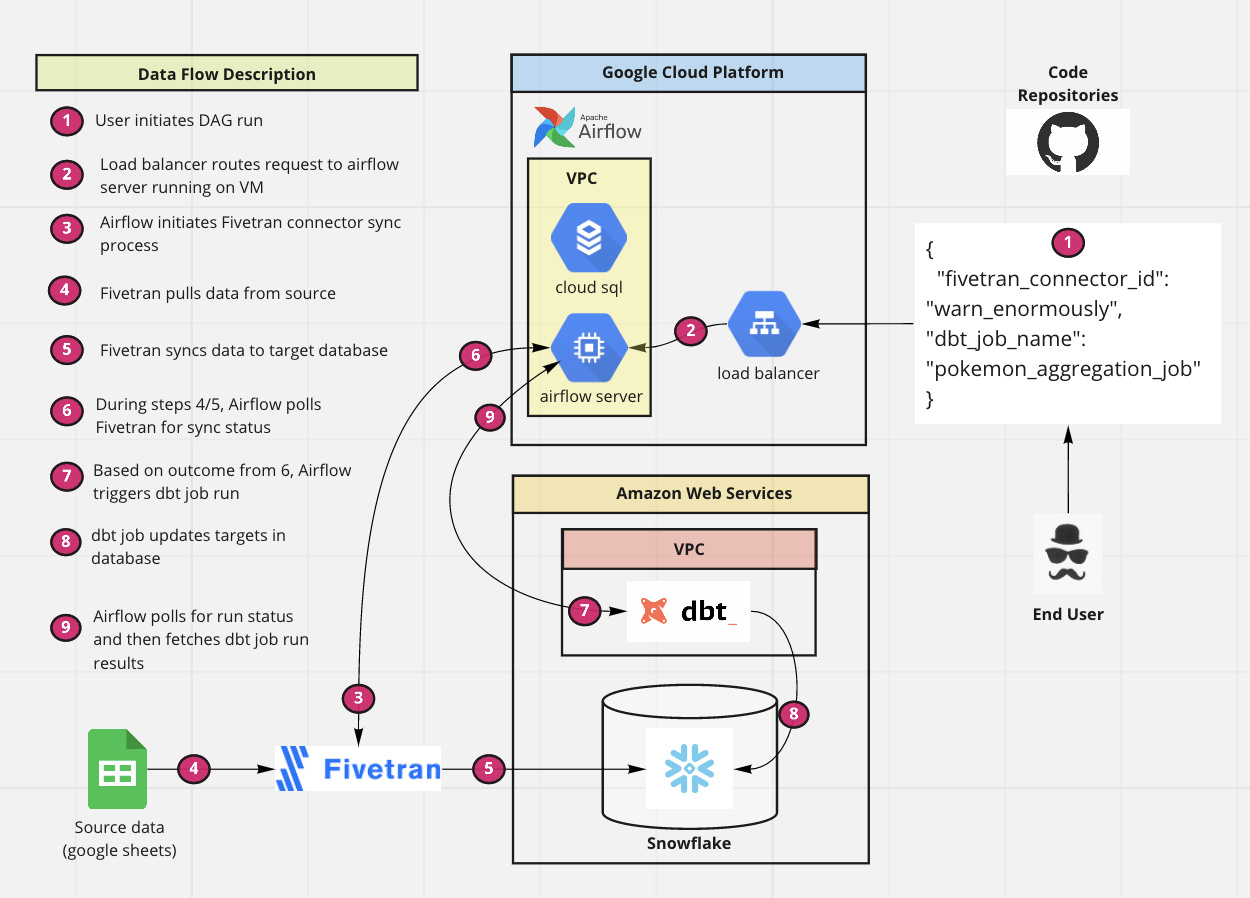 Data Flow Description
1 User initiates DAG run
2 Load balancer routes request to airflow
server running on VM
3 Airflow initiates Fivetran connector sync
process
4 Fivetran pulls data from source
5 Fivetran syncs data to target database
6 During steps 4/5, Airflow polls
Fivetran for sync status
7 Based on outcome from 6, Airflow
triggers dbt job run
8 dbt job updates targets in
database
9 Airflow polls for run status
and then fetches dbt job run
results
Google Cloud Platform
Apache
Airflow
VPC
cloud sql
airflow server
2
load balancer
6
9
Code
Repositories
1
{
"fivetran_connector_id":
"warn_enormously",
"dbt_job_name":
"pokemon_aggregation_job"
}
End User
Amazon Web Services
VPC
7
dbt_
8
Snowflake
3
4
Fivetran
5
Source data
(google sheets)